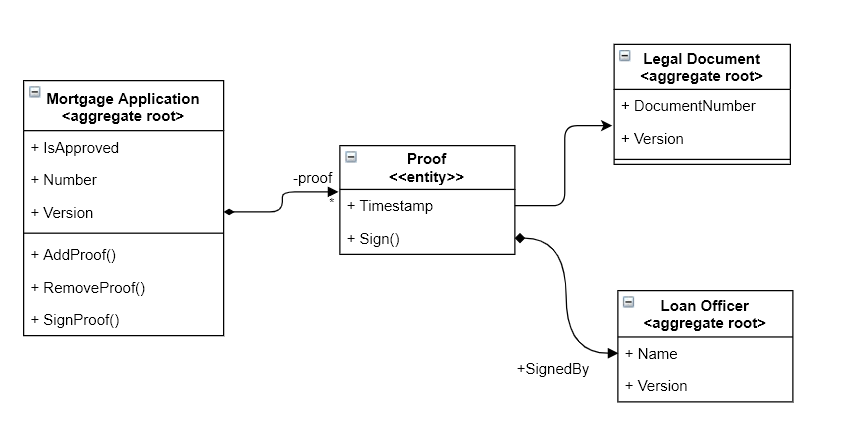 Mortgage Application
<aggregate root>
+ IsApproved
+ Number
+ Version
+ AddProof()
+ RemoveProof()
+ SignProof()
-proof
*
Proof
<<entity>>
+ Timestamp
+ Sign()
Legal Document
<aggregate root>
+ DocumentNumber
+ Version
+SignedBy
Loan Officer
<aggregate root>
+ Name
+ Version